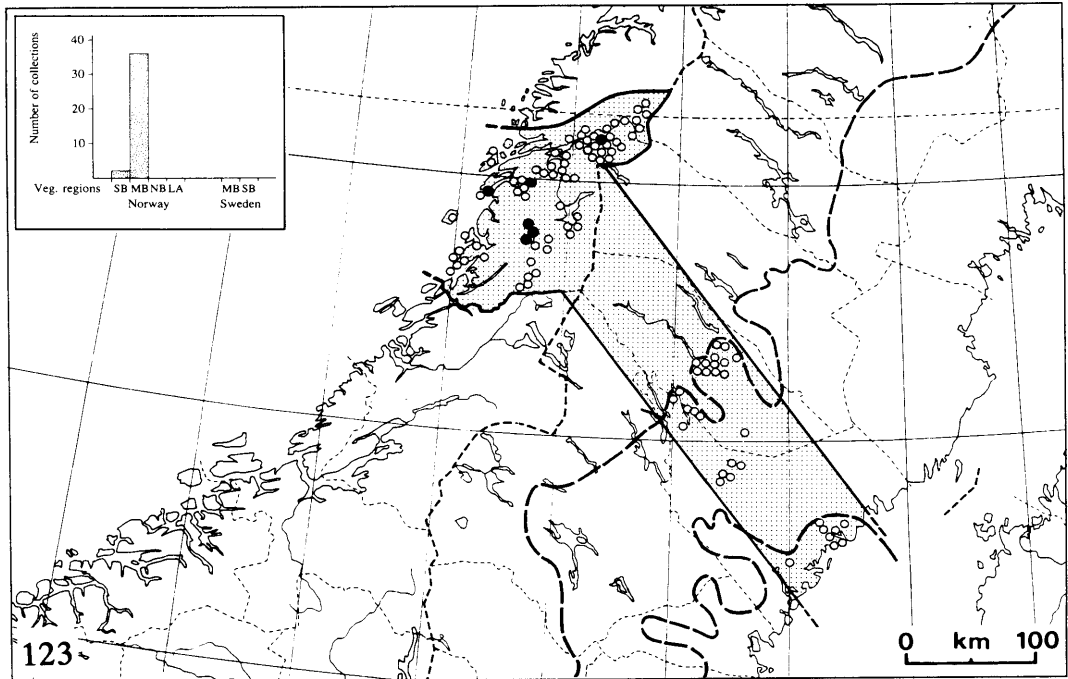 Number of collections
40
30
20
10
Veg. regions SB MB NB LA MB SB
Norway Sweden
123
0 km 100